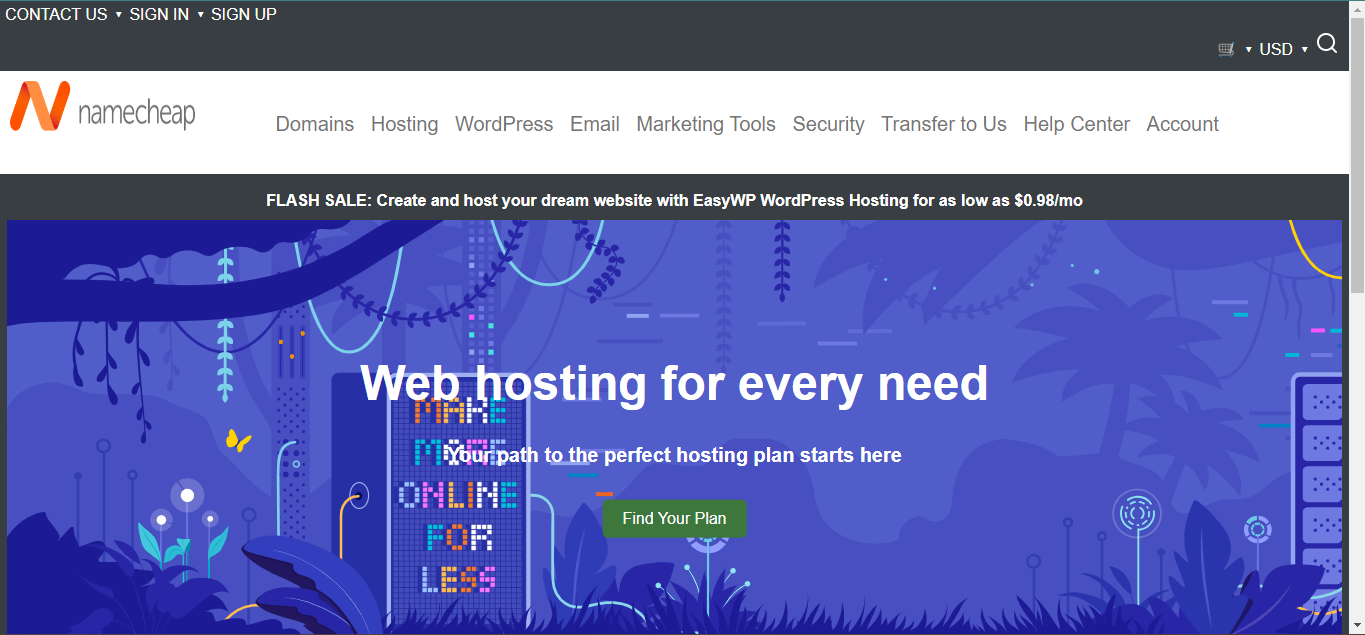 CONTACT US ▼ SIGN IN ▼ SIGN UP
▼ USD ▼
namecheap
Domains Hosting WordPress Email Marketing Tools Security Transfer to Us Help Center Account
FLASH SALE: Create and host your dream website with EasyWP WordPress Hosting for as low as $0.98/mo
Web hosting for every need
MAKE
MORE
Your path to the perfect hosting plan starts here
ONLINE
Find Your Plan
FOR
LESS